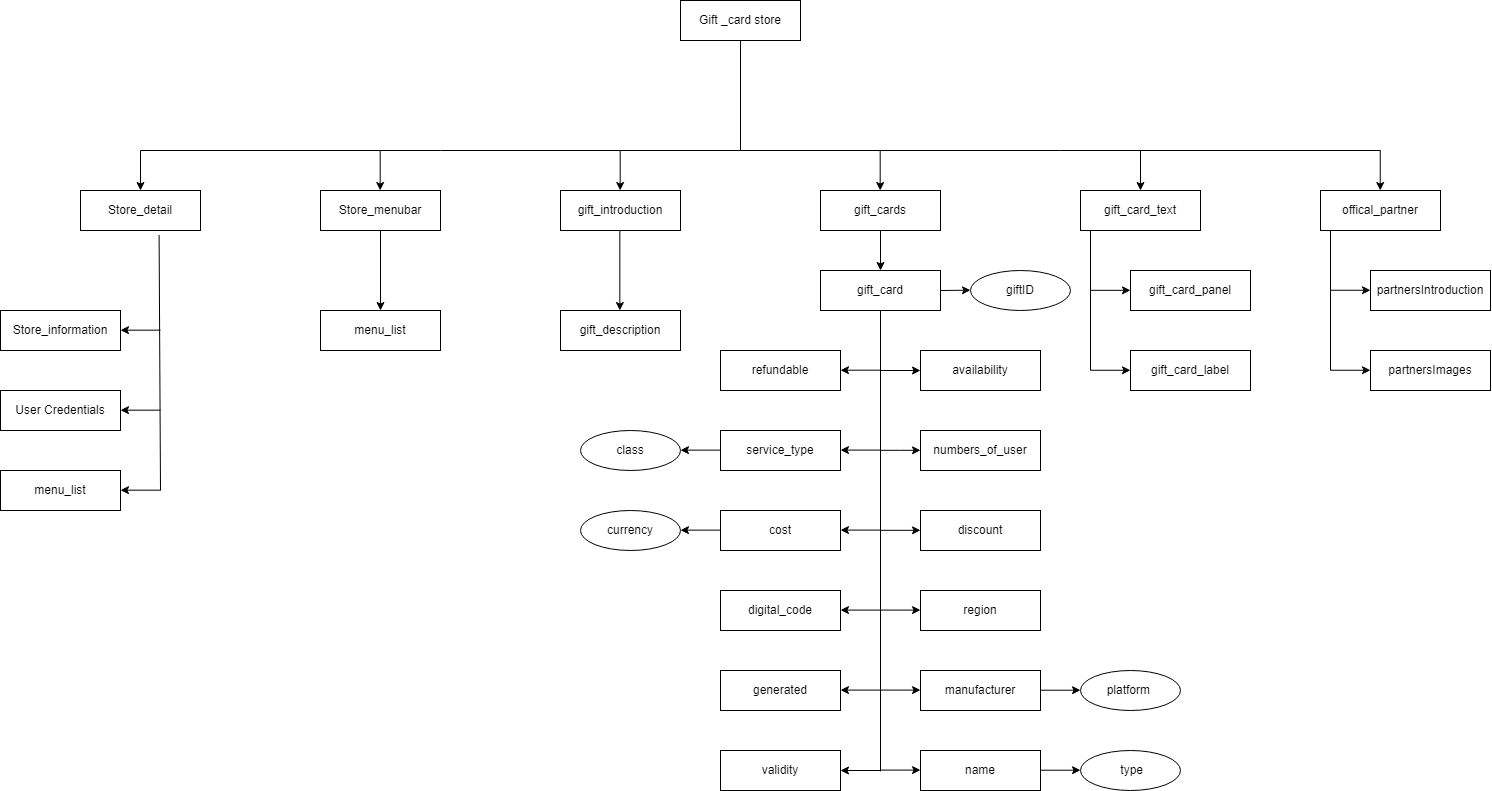 Gift _card store
Store_detail
Store_menubar
gift_introduction
gift_cards
gift_card_text
offical_partner
gift_card
giftID
gift_card_panel
partnersIntroduction
Store_information
menu_list
gift_description
refundable
availability
gift_card_label
partnersImages
User Credentials
class
service_type
numbers_of_user
menu_list
currency
cost
discount
digital_code
region
generated
manufacturer
platform
validity
name
type